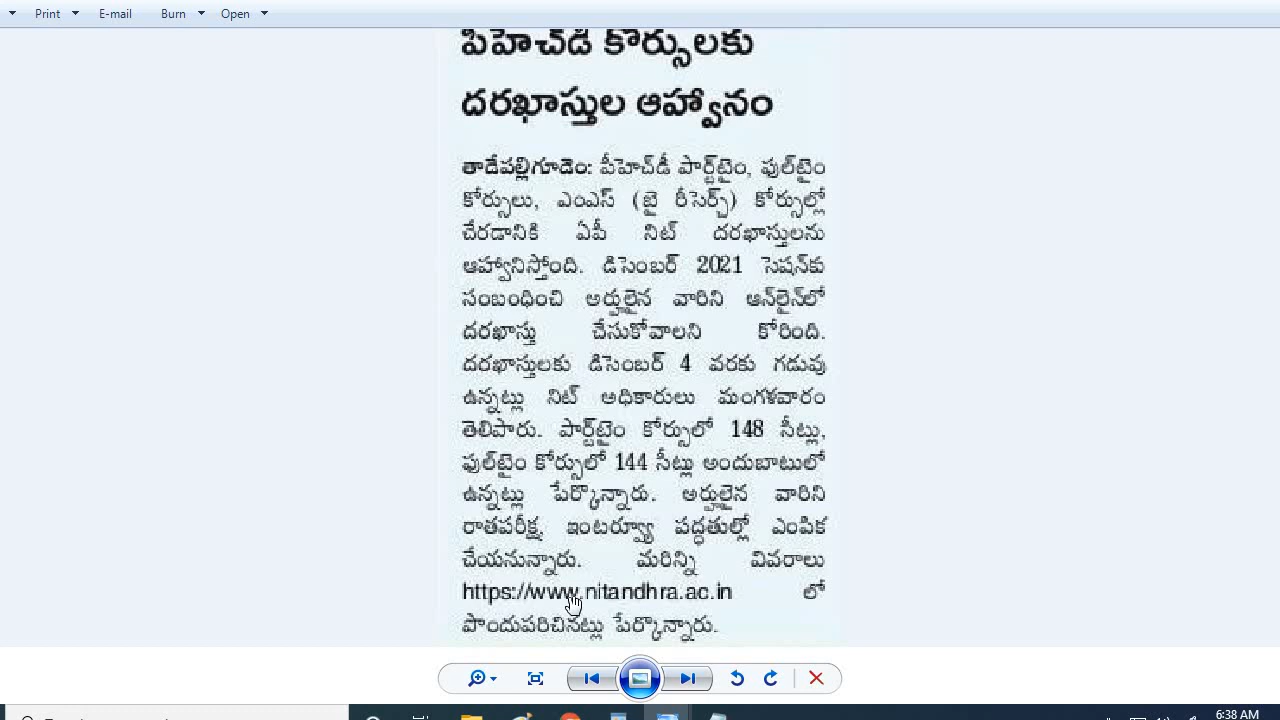 Print E-mail Burn Open
పీహెచ్‌డీ కోర్సులకు
దరఖాస్తుల ఆహ్వానం
తాడేపల్లిగూడెం: పీహెచ్‌డీ పార్ట్‌టైం, ఫుల్‌టైం
కోర్సులు, ఎంఎస్ (బై రీసెర్చ్) కోర్సుల్లో
చేరడానికి ఏపీ నిట్ దరఖాస్తులను
ఆహ్వానిస్తోంది. డిసెంబర్ 2021 సెషన్‌కు
సంబంధించి అర్హులైన వారిని ఆన్‌లైన్‌లో
దరఖాస్తు చేసుకోవాలని కోరింది.
దరఖాస్తులకు డిసెంబర్ 4 వరకు గడువు
ఉన్నట్లు నిట్ అధికారులు మంగళవారం
తెలిపారు. పార్ట్‌టైం కోర్సులో 148 సీట్లు,
ఫుల్‌టైం కోర్సులో 144 సీట్లు అందుబాటులో
ఉన్నట్లు పేర్కొన్నారు. అర్హులైన వారిని
రాతపరీక్ష, ఇంటర్వ్యూ పద్ధతుల్లో ఎంపిక
చేయనున్నారు. మరిన్ని వివరాలు
https://www.nitandhra.ac.in లో
పొందుపరిచినట్లు పేర్కొన్నారు.
6:38 AM